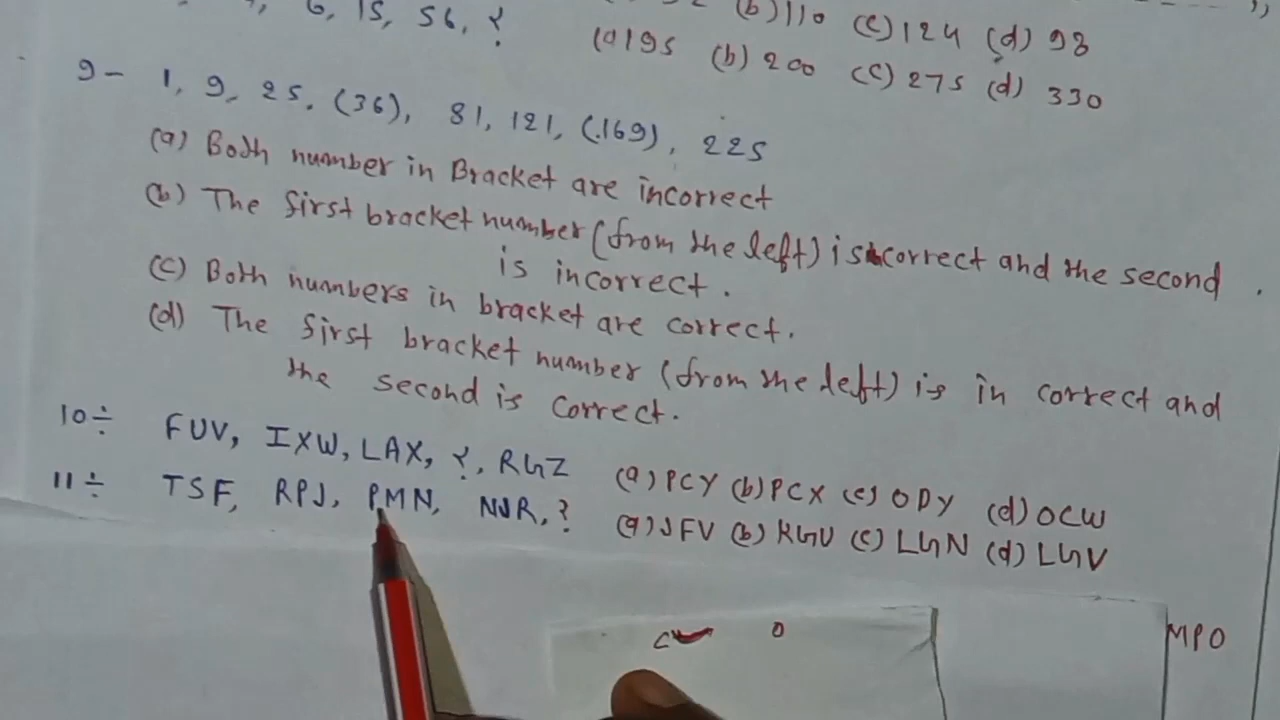 6, 15, 56, ?
(b) 110 (c) 124 (d) 98
(a) 195 (b) 200 (c) 275 (d) 330
9- 1, 9, 25, (36), 81, 121, (169), 225
(a) Both number in Bracket are incorrect
(b) The first bracket number (from the left) is correct and the second
is incorrect.
(c) Both numbers in bracket are correct.
(d) The first bracket number (from the left) is in correct and
the second is correct.
10÷ FUV, IXW, LAX, ?, RGZ (a) PCY (b) PCX (c) ODY (d) OCW
11÷ TSF, RPJ, PMN, NJR, ? (a) JFV (b) KGU (c) LGN (d) LGV
C O
MPO